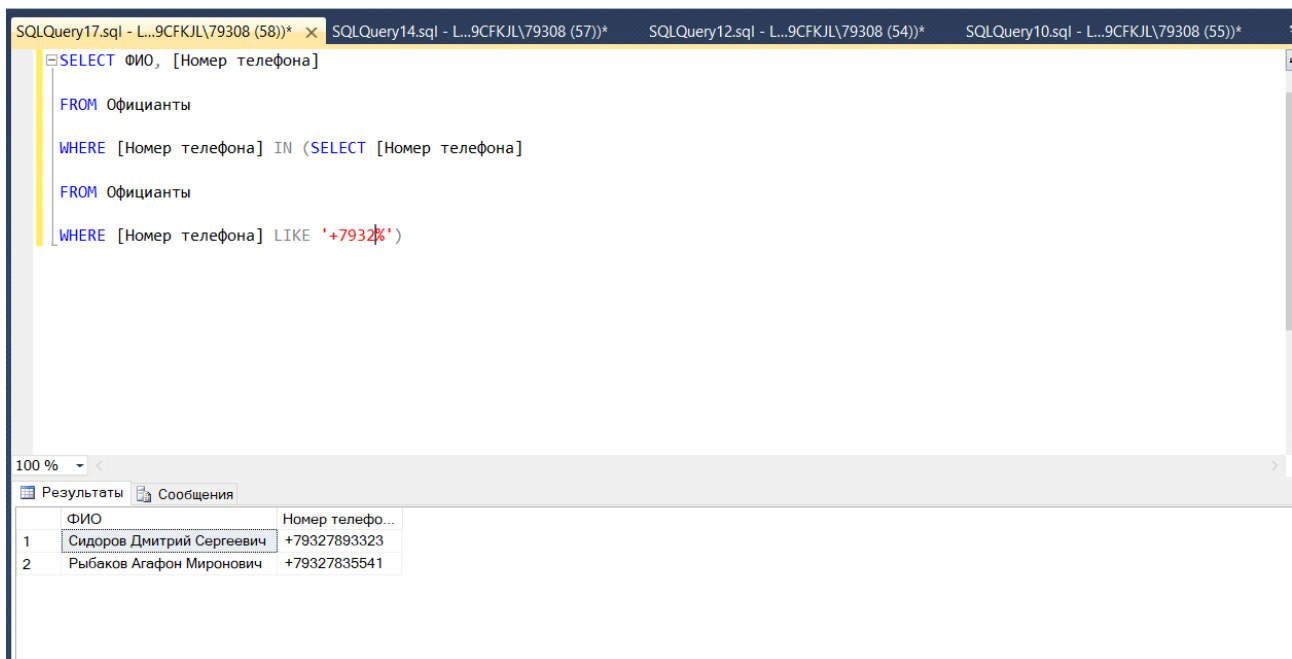 SQLQuery17.sql - L...9CFKJL\79308 (58))* SQLQuery14.sql - L...9CFKJL\79308 (57))* SQLQuery12.sql - L...9CFKJL\79308 (54))* SQLQuery10.sql - L...9CFKJL\79308 (55))*
SELECT ФИО, [Номер телефона]
FROM Официанты
WHERE [Номер телефона] IN (SELECT [Номер телефона]
FROM Официанты
WHERE [Номер телефона] LIKE '+7932%')
100 %
Результаты Сообщения
ФИО Номер телефо...
1 Сидоров Дмитрий Сергеевич +79327893323
2 Рыбаков Агафон Миронович +79327835541